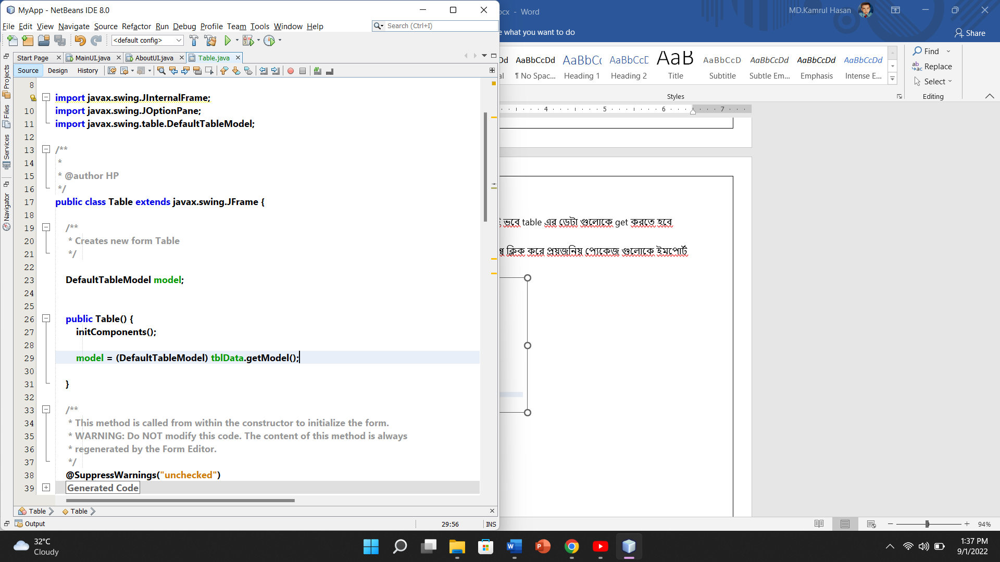 MyApp - NetBeans IDE 8.0
File Edit View Navigate Source Refactor Run Debug Profile Team Tools Window Help
Search (Ctrl+I)
<default config>
Start Page
MainUI.java
AboutUI.java
Table.java
Source Design History
Projects
Files
Services
Navigator
8
import javax.swing.JInternalFrame;
10 import javax.swing.JOptionPane;
11 import javax.swing.table.DefaultTableModel;
12
13 /**
14 *
15 * @author HP
16 */
17 public class Table extends javax.swing.JFrame {
18
19 /**
20 * Creates new form Table
21 */
22
23 DefaultTableModel model;
24
25
26 public Table() {
27 initComponents();
28
29 model = (DefaultTableModel) tblData.getModel();
30
31 }
32
33 /**
34 * This method is called from within the constructor to initialize the form.
35 * WARNING: Do NOT modify this code. The content of this method is always
36 * regenerated by the Form Editor.
37 */
38 @SuppressWarnings("unchecked")
39 Generated Code
Table Table
Output
29:56 INS
ocx - Word
MD.Kamrul Hasan
e what you want to do
Share
Dd AaBbCcDd AaBbCc AaBbCcD AaB AaBbCcD AaBbCcDd AaBbCcDd AaBbCcDd
al ¶ No Spac... Heading 1 Heading 2 Title Subtitle Subtle Em... Emphasis Intense E...
Styles
Find
Replace
Select
Editing
4 5 6 7
ভবে table এর ডেটা গুলোকে get করতে হবে
ক্লিক করে প্রয়জনিয় প্যেকেজ গুলোকে ইমপোর্ট
94%
32°C
Cloudy
1:37 PM
9/1/2022